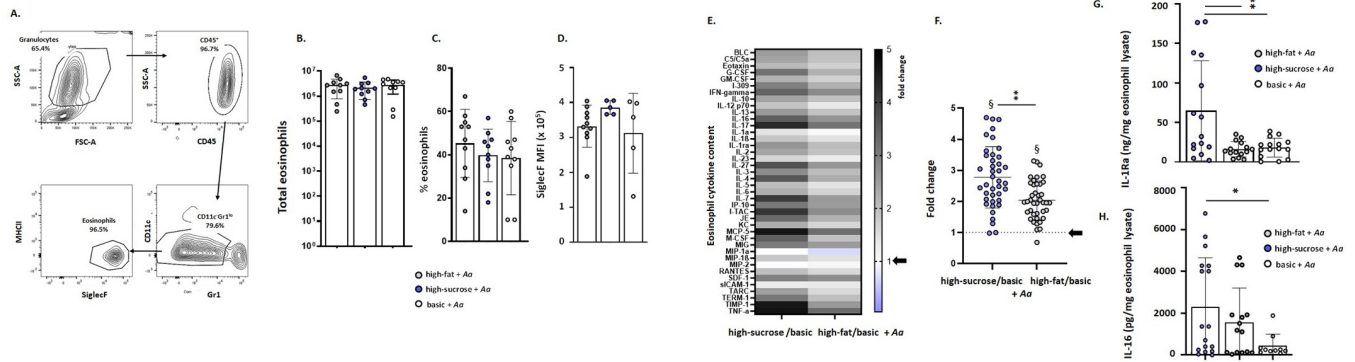 A.
Granulocytes
65.4%
SSC-A
FSC-A
CD45+
96.7%
SSC-A
CD45
Eosinophils
96.5%
MHCII
SiglecF
CD11c-Gr1lo
79.6%
CD11c
Gr1
B.
Total eosinophils
10^7
10^6
10^5
10^4
10^3
10^2
10^1
10^0
C.
% eosinophils
80
60
40
20
0
D.
SiglecF MFI (x 10^5)
5
4
3
2
1
0
high-fat + Aa
high-sucrose + Aa
basic + Aa
E.
Eosinophil cytokine content
BLC
C5/C5a
Eotaxin
G-CSF
GM-CSF
I-309
IFN-gamma
IL-10
IL-12 p70
IL-13
IL-16
IL-17
IL-1a
IL-1ß
IL-1ra
IL-2
IL-23
IL-27
IL-3
IL-4
IL-5
IL-6
IL-7
IP-10
I-TAC
JE
KC
MCP-5
M-CSF
MIG
MIP-1a
MIP-1ß
MIP-2
RANTES
SDF-1
sICAM-1
TARC
TERM-1
TIMP-1
TNF-a
high-sucrose /basic
high-fat/basic
+ Aa
5
4
3
2
1
fold change
F.
Fold change
5
4
3
2
1
0
§
**
§
high-sucrose/basic
high-fat/basic
+ Aa
G.
IL-1Ra (ng/mg eosinophil lysate)
200
150
100
50
0
high-fat + Aa
high-sucrose + Aa
basic + Aa
H.
IL-16 (pg/mg eosinophil lysate)
8000
6000
4000
2000
0
*
high-fat + Aa
high-sucrose + Aa
basic + Aa